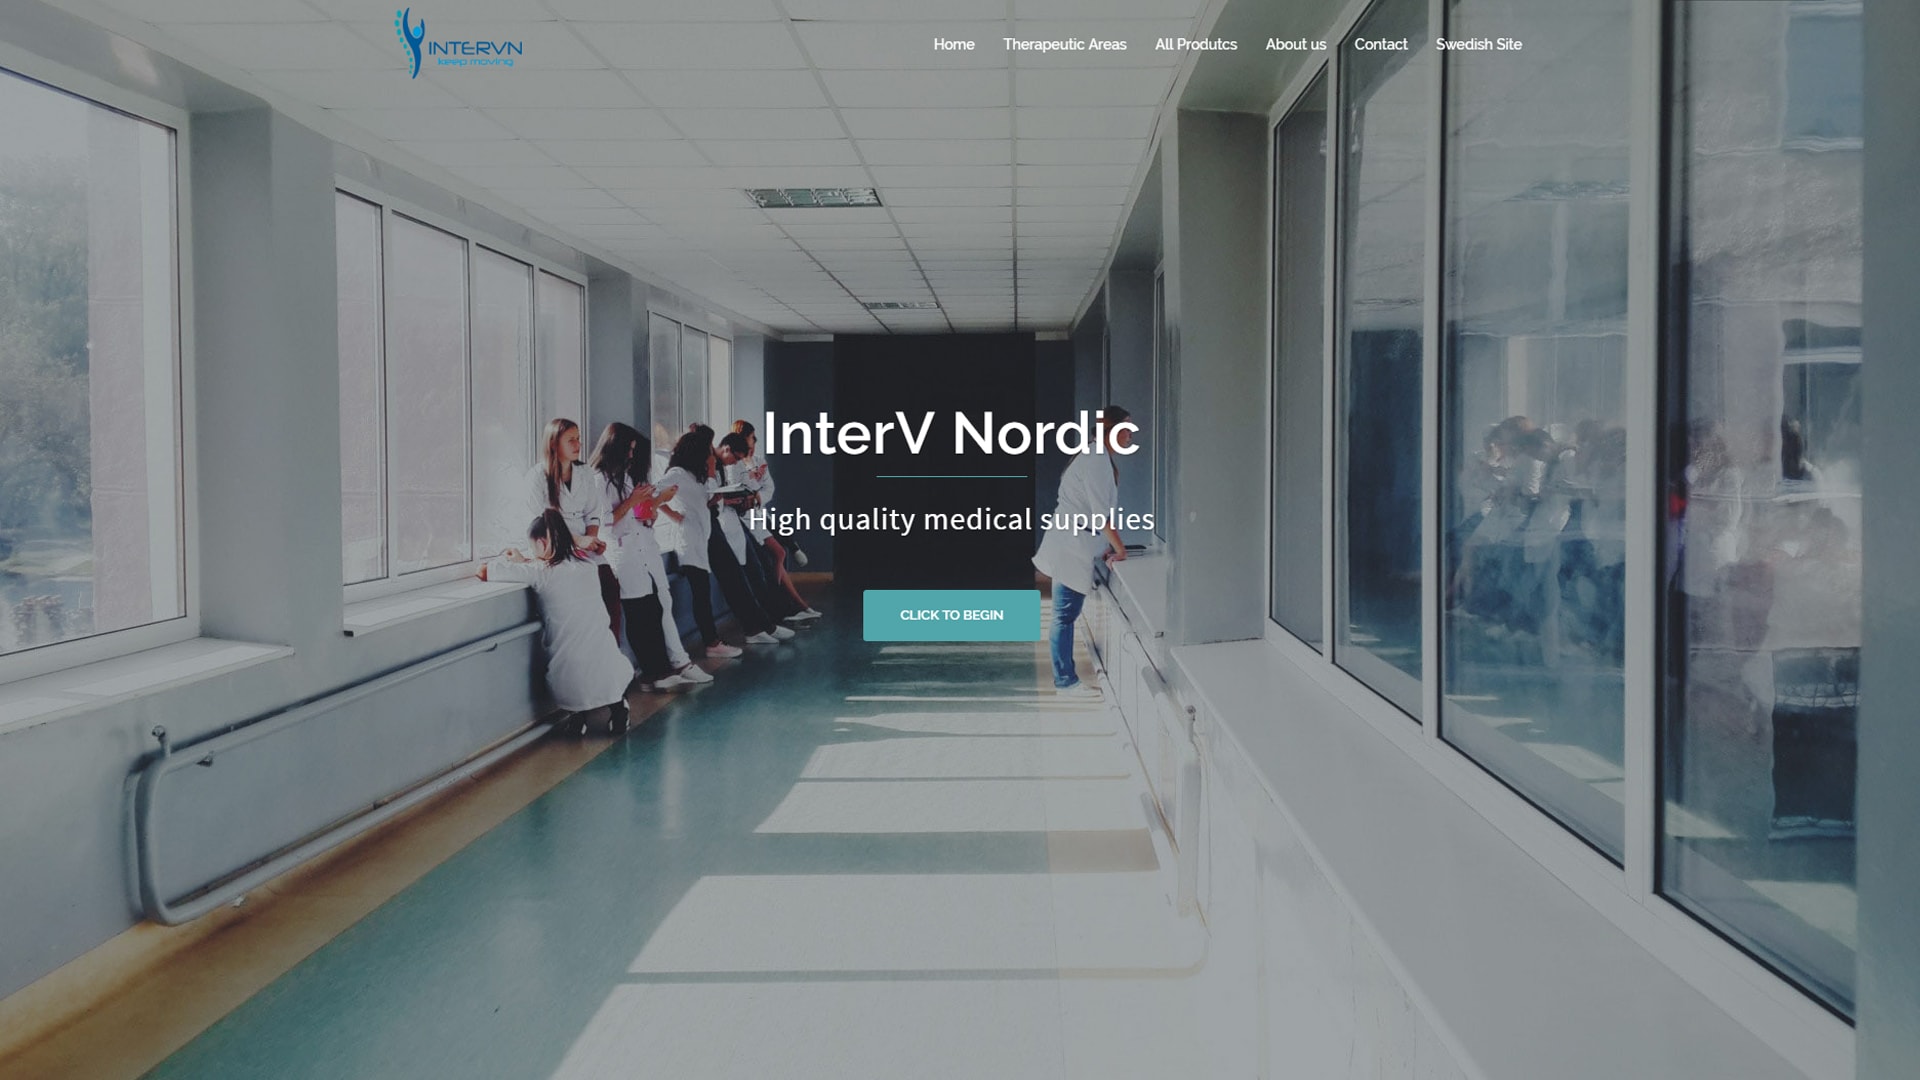 INTERVN
keep moving
Home
Therapeutic Areas
All Produtcs
About us
Contact
Swedish Site
InterV Nordic
High quality medical supplies
CLICK TO BEGIN